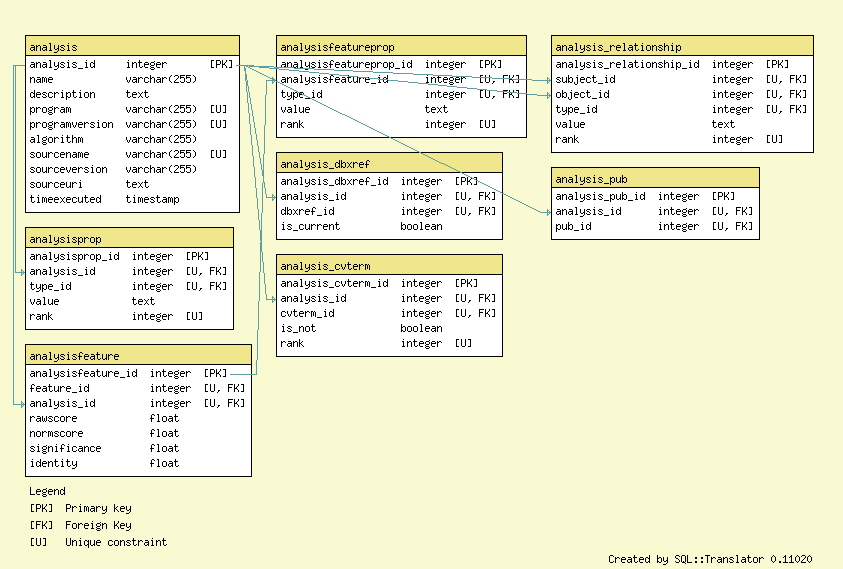 analysis
analysis_id integer [PK]
name varchar(255)
description text
program varchar(255) [U]
programversion varchar(255) [U]
algorithm varchar(255)
sourcename varchar(255) [U]
sourceversion varchar(255)
sourceuri text
timeexecuted timestamp
analysisprop
analysisprop_id integer [PK]
analysis_id integer [U, FK]
type_id integer [U, FK]
value text
rank integer [U]
analysisfeature
analysisfeature_id integer [PK]
feature_id integer [U, FK]
analysis_id integer [U, FK]
rawscore float
normscore float
significance float
identity float
analysisfeatureprop
analysisfeatureprop_id integer [PK]
analysisfeature_id integer [U, FK]
type_id integer [U, FK]
value text
rank integer [U]
analysis_dbxref
analysis_dbxref_id integer [PK]
analysis_id integer [U, FK]
dbxref_id integer [U, FK]
is_current boolean
analysis_cvterm
analysis_cvterm_id integer [PK]
analysis_id integer [U, FK]
cvterm_id integer [U, FK]
is_not boolean
rank integer [U]
analysis_relationship
analysis_relationship_id integer [PK]
subject_id integer [U, FK]
object_id integer [U, FK]
type_id integer [U, FK]
value text
rank integer [U]
analysis_pub
analysis_pub_id integer [PK]
analysis_id integer [U, FK]
pub_id integer [U, FK]
Legend
[PK] Primary key
[FK] Foreign Key
[U] Unique constraint
Created by SQL::Translator 0.11020